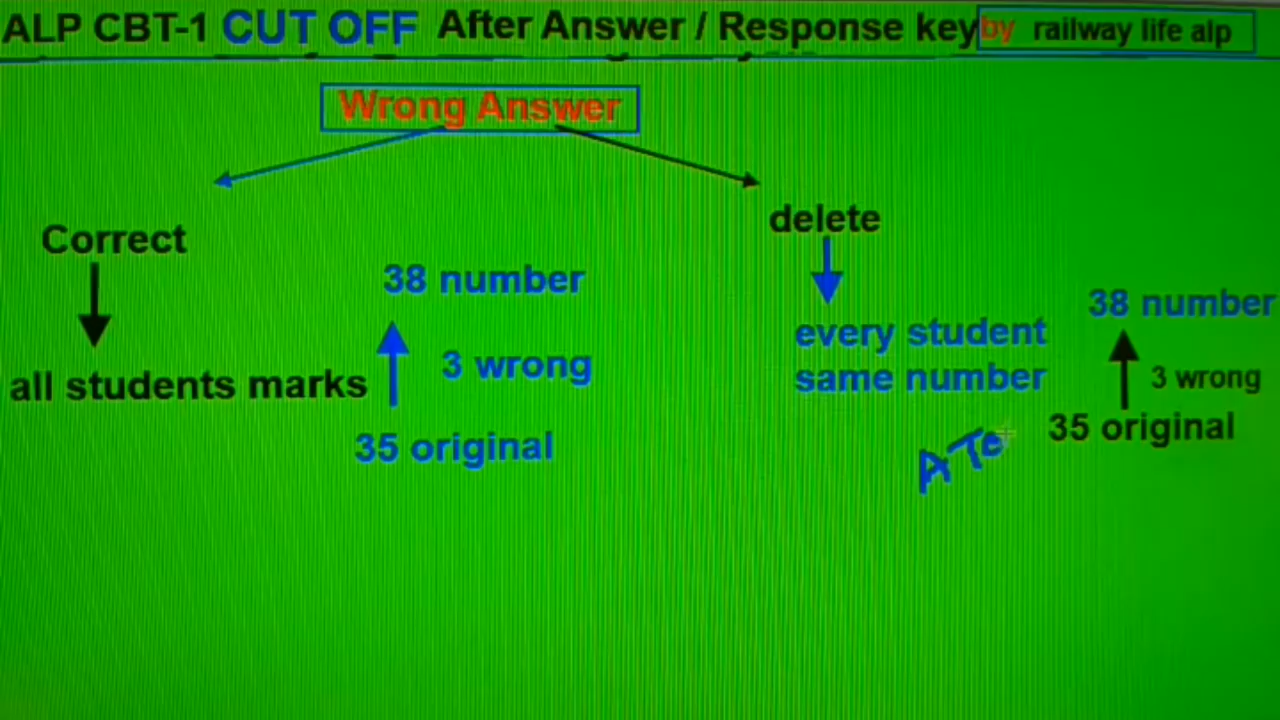 ALP CBT-1 CUT OFF After Answer / Response key by railway life alp
Wrong Answer
Correct
all students marks
38 number
3 wrong
35 original
delete
every student
same number
38 number
3 wrong
35 original